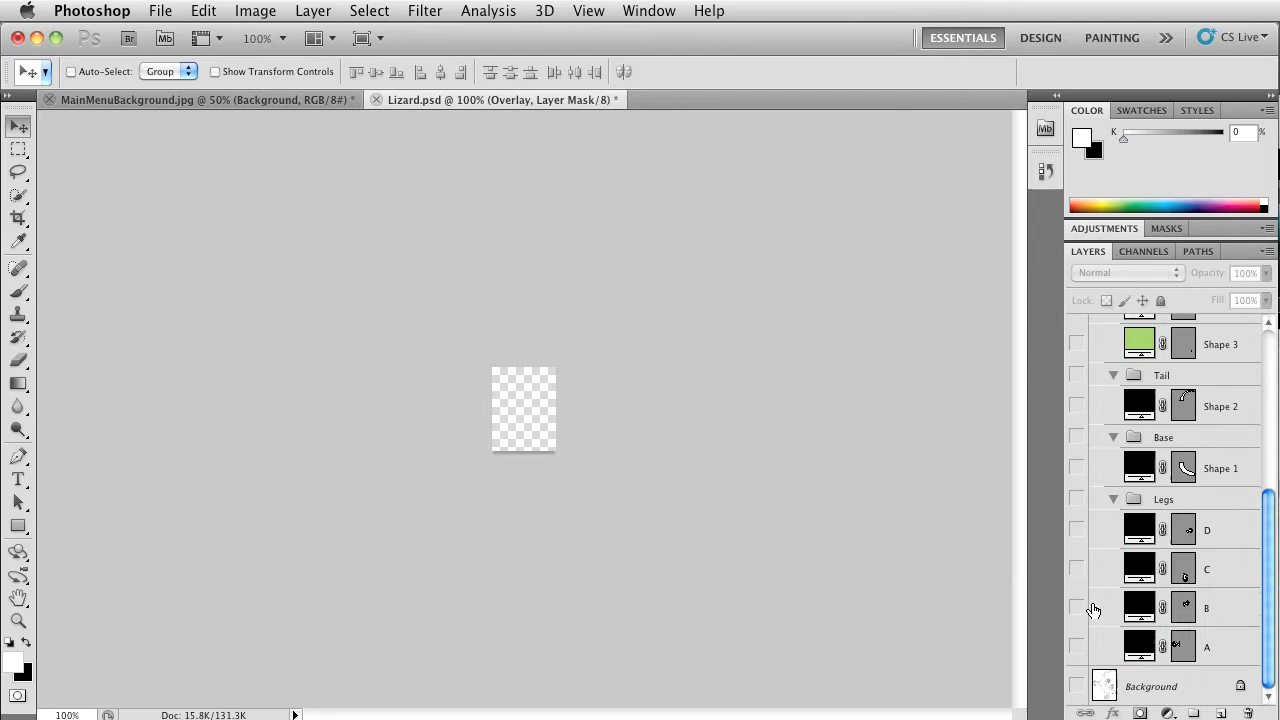 Photoshop File Edit Image Layer Select Filter Analysis 3D View Window Help
Ps Br Mb 100% ESSENTIALS DESIGN PAINTING CS Live
Auto-Select: Group Show Transform Controls
MainMenuBackground.jpg @ 50% (Background, RGB/8#) * Lizard.psd @ 100% (Overlay, Layer Mask/8) *
COLOR SWATCHES STYLES
Mb
K 0 %
ADJUSTMENTS MASKS
LAYERS CHANNELS PATHS
Normal Opacity: 100%
Lock: Fill: 100%
Shape 3
Tail
Shape 2
Base
Shape 1
Legs
D
C
B
A
Background
T
100% Doc: 15.8K/131.3K fx